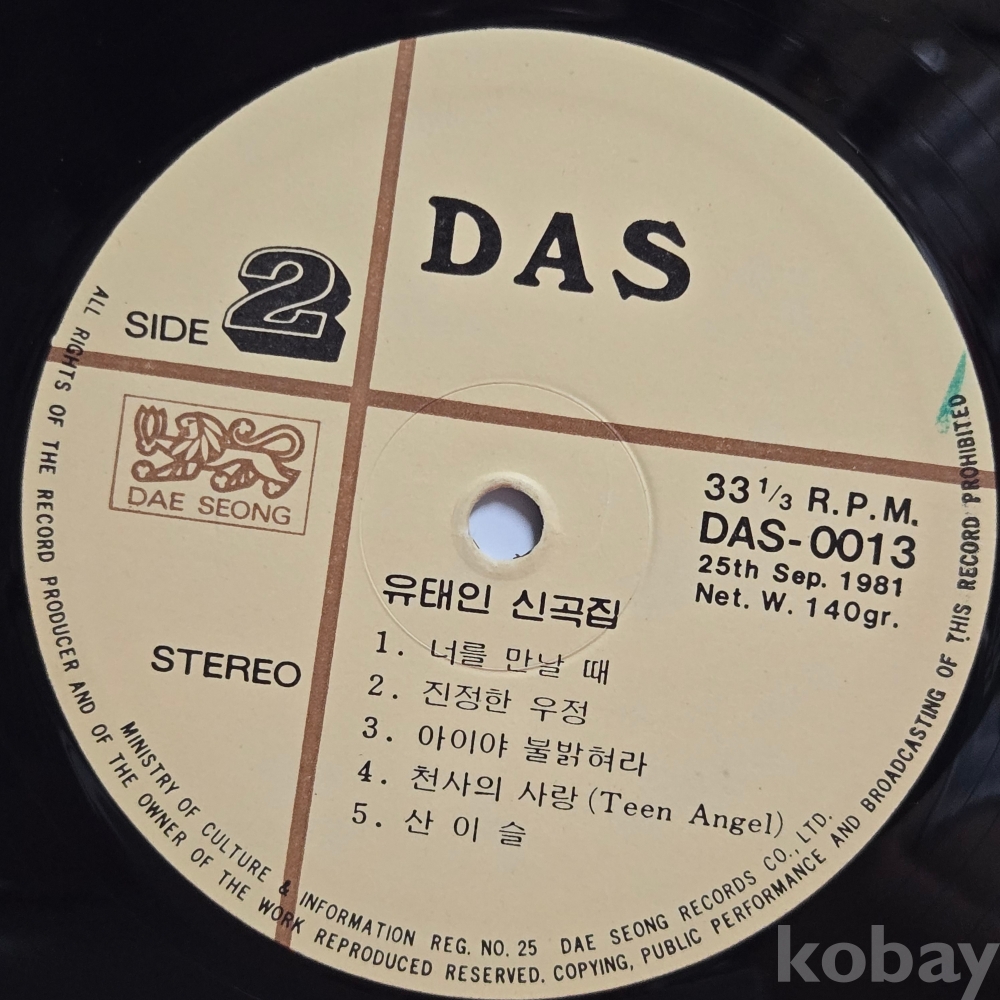 DAS
SIDE 2
DAE SEONG
33 1/3 R.P.M.
DAS-0013
25th Sep. 1981
Net. W. 140gr.
STEREO
유태인 신곡집
1. 너를 만날 때
2. 진정한 우정
3. 아이야 불밝혀라
4. 천사의 사랑 (Teen Angel)
5. 산 이 슬
ALL RIGHTS OF THE RECORD PRODUCER AND OF THE OWNER OF THE WORK REPRODUCED RESERVED. COPYING, PUBLIC PERFORMANCE AND BROADCASTING OF THIS RECORD PROHIBITED
MINISTRY OF CULTURE & INFORMATION REG. NO. 25 DAE SEONG RECORDS CO., LTD.
kobay